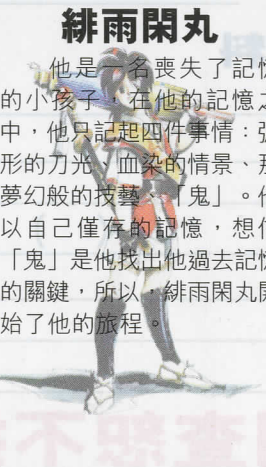 緋雨閑丸
他是一名喪失了記憶
的小孩子，在他的記憶之
中，他只記起四件事情：弧
形的刀光、血染的情景、那
夢幻般的技藝、「鬼」。他
以自己僅存的記憶，想
「鬼」是他找出他過去記憶
的關鍵，所以，緋雨閑丸開
始了他的旅程。